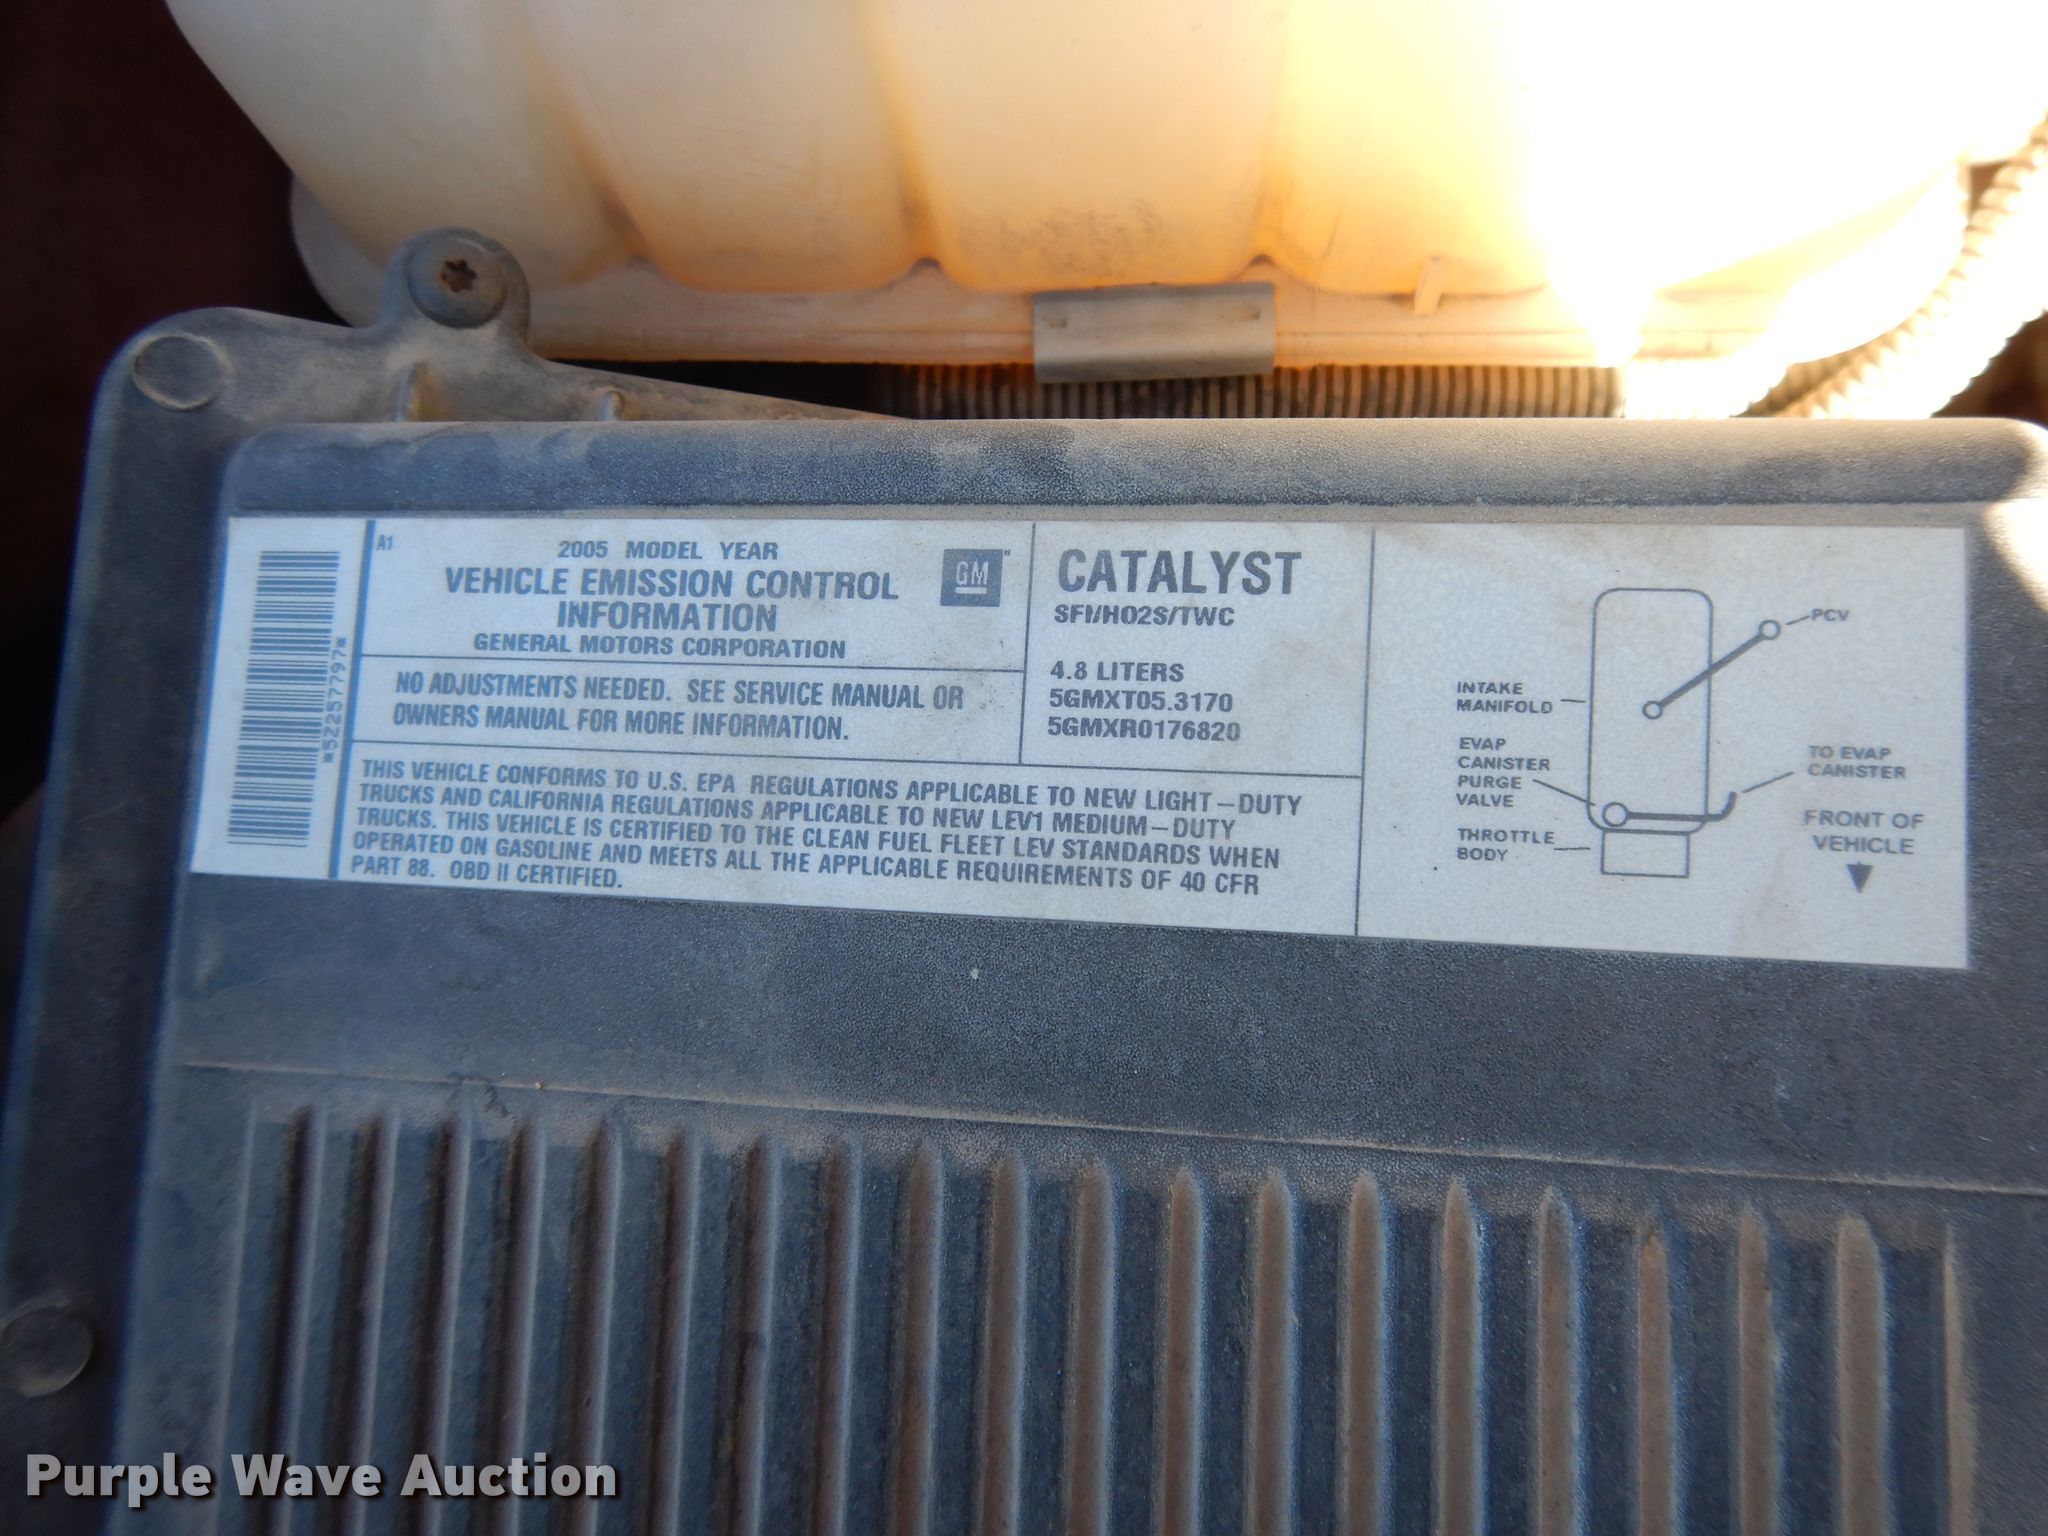 *52257797*
A1
2005 MODEL YEAR
VEHICLE EMISSION CONTROL
INFORMATION
GENERAL MOTORS CORPORATION
GM
NO ADJUSTMENTS NEEDED. SEE SERVICE MANUAL OR
OWNERS MANUAL FOR MORE INFORMATION.
CATALYST
SFI/HO2S/TWC
4.8 LITERS
5GMXT05.3170
5GMXR0176820
THIS VEHICLE CONFORMS TO U.S. EPA REGULATIONS APPLICABLE TO NEW LIGHT-DUTY
TRUCKS AND CALIFORNIA REGULATIONS APPLICABLE TO NEW LEV1 MEDIUM-DUTY
TRUCKS. THIS VEHICLE IS CERTIFIED TO THE CLEAN FUEL FLEET LEV STANDARDS WHEN
OPERATED ON GASOLINE AND MEETS ALL THE APPLICABLE REQUIREMENTS OF 40 CFR
PART 88. OBD II CERTIFIED.
PCV
INTAKE
MANIFOLD
EVAP
CANISTER
PURGE
VALVE
THROTTLE
BODY
TO EVAP
CANISTER
FRONT OF
VEHICLE
Purple Wave Auction